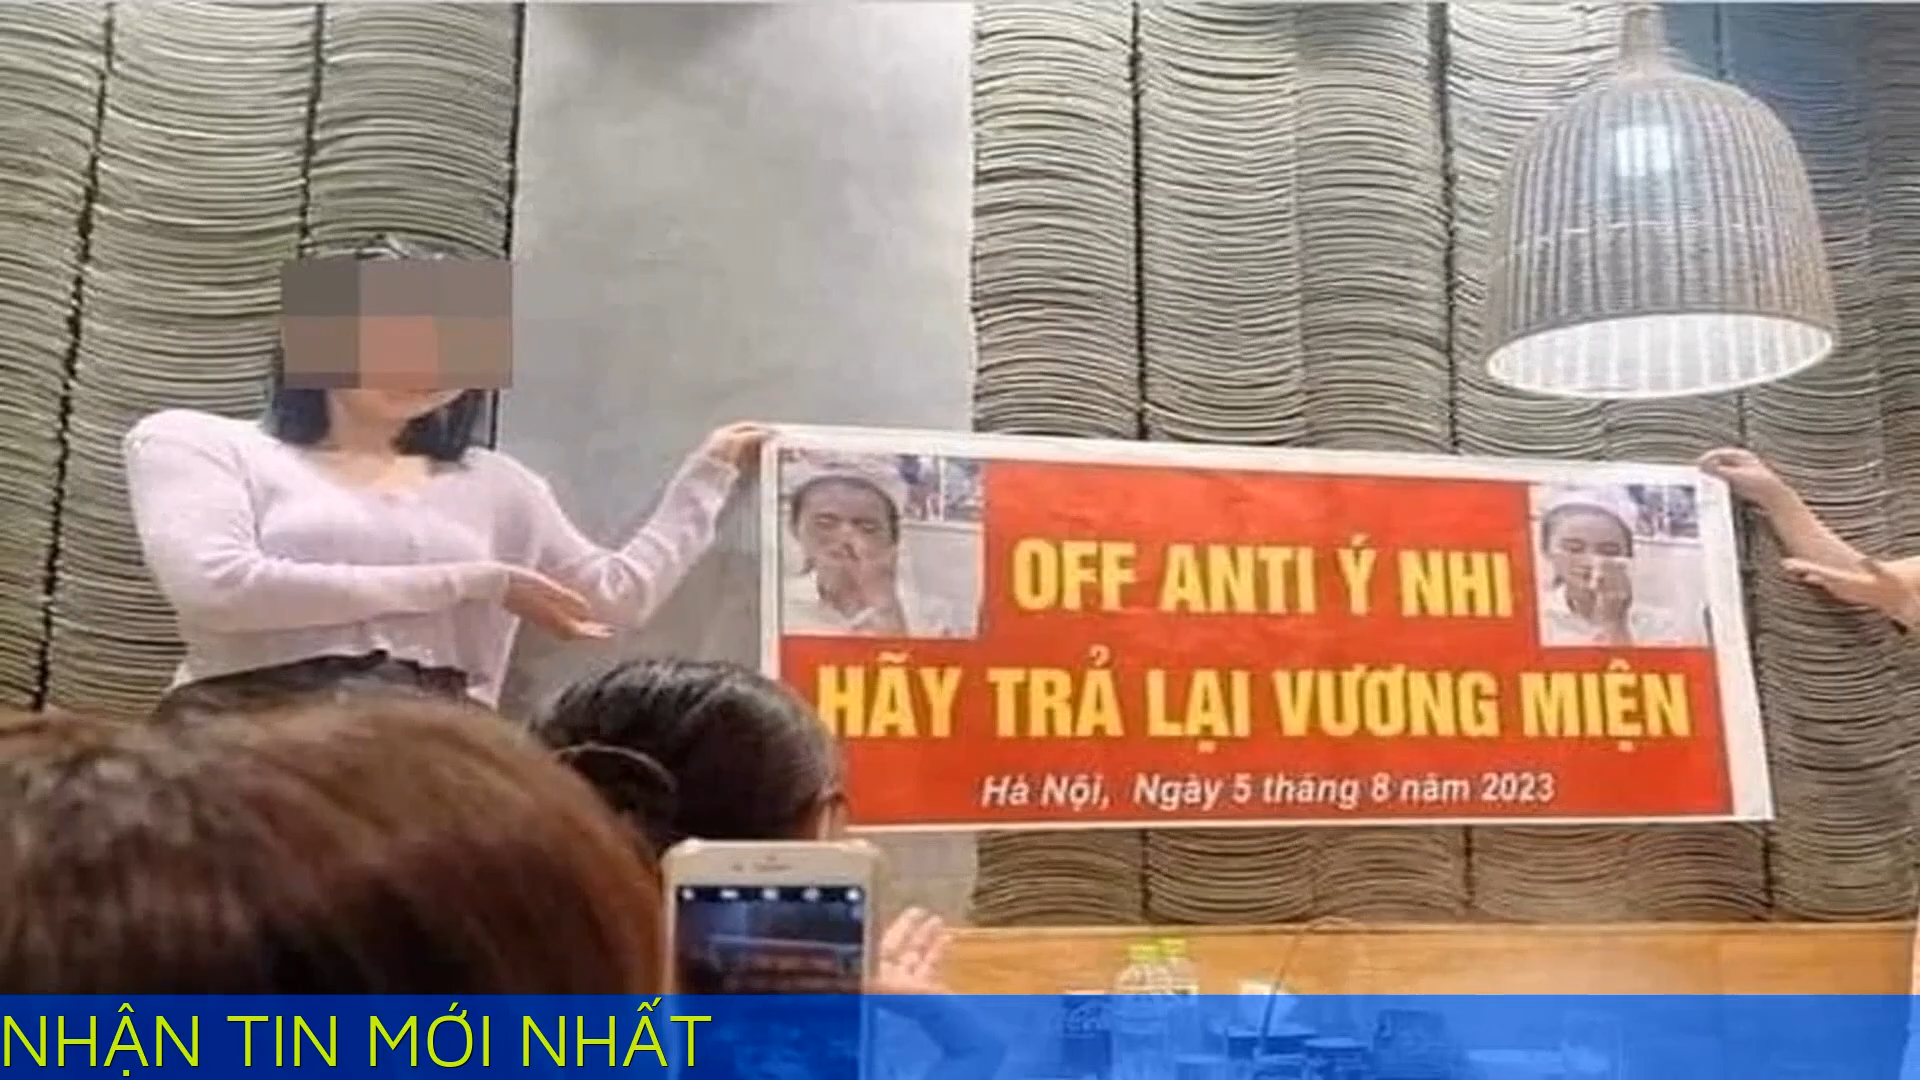 OFF ANTI Ý NHI
HÃY TRẢ LẠI VƯƠNG MIỆN
Hà Nội, Ngày 5 tháng 8 năm 2023
NHẬN TIN MỚI NHẤT